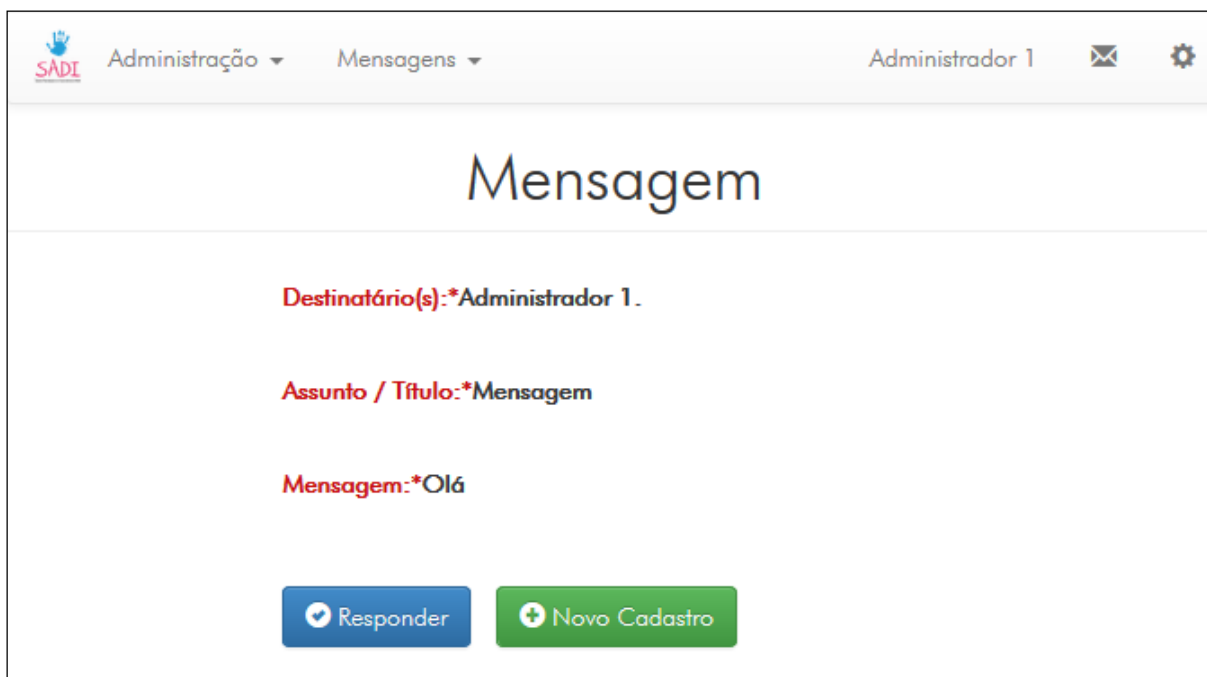 SADI
Administração
Mensagens
Administrador 1
Mensagem
Destinatário(s):*Administrador 1.
Assunto / Título:*Mensagem
Mensagem:*Olá
Responder
Novo Cadastro